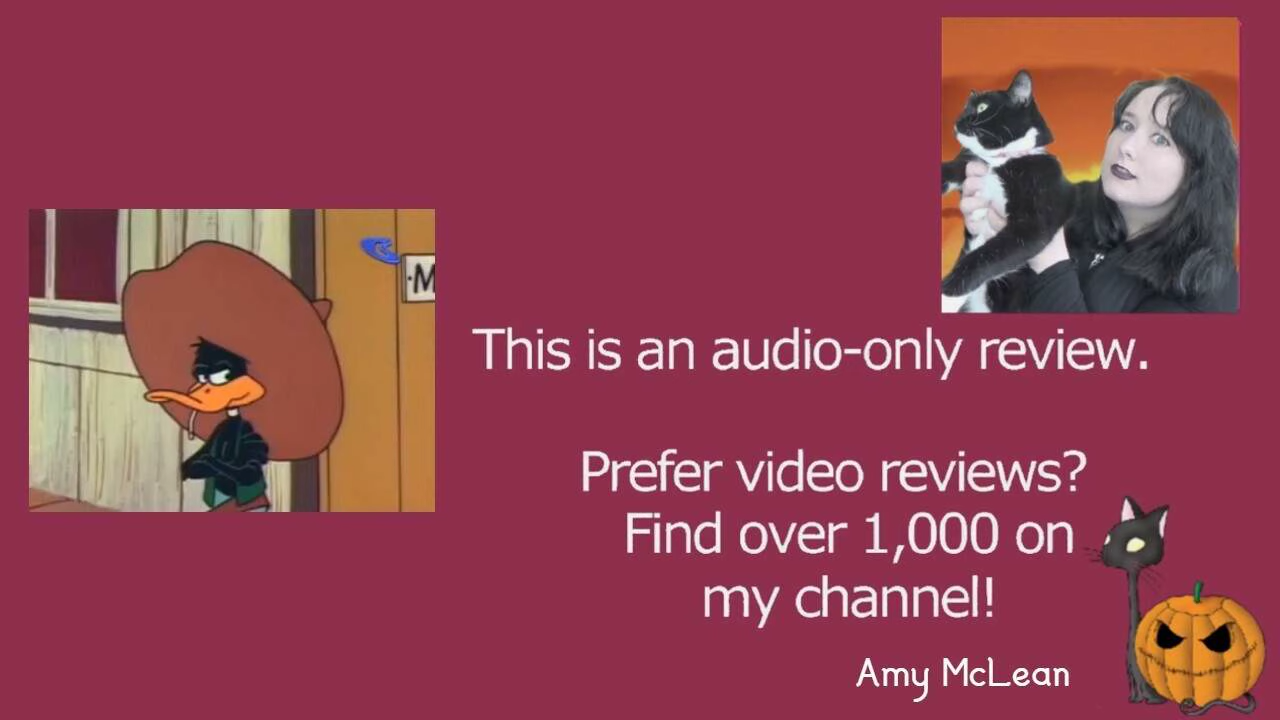 ·M
This is an audio-only review.
Prefer video reviews?
Find over 1,000 on
my channel!
Amy McLean